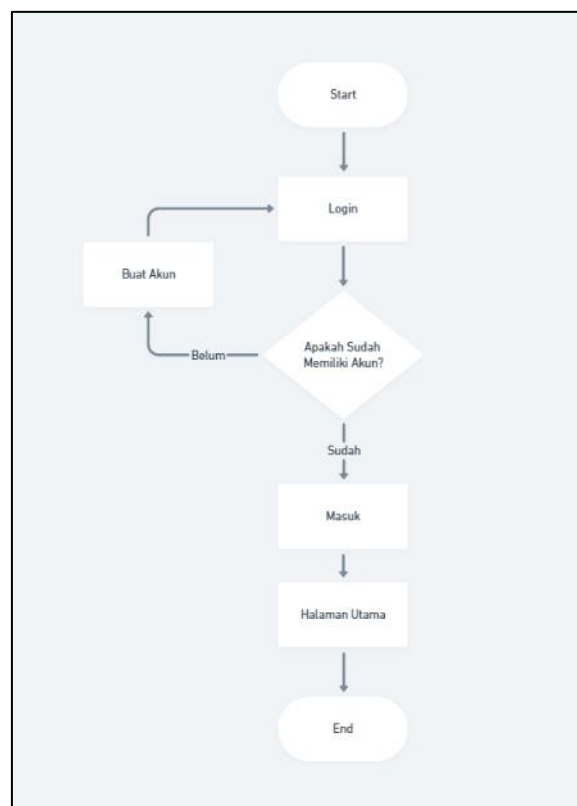 Start
Login
Buat Akun
Apakah Sudah
Memiliki Akun?
Belum
Sudah
Masuk
Halaman Utama
End